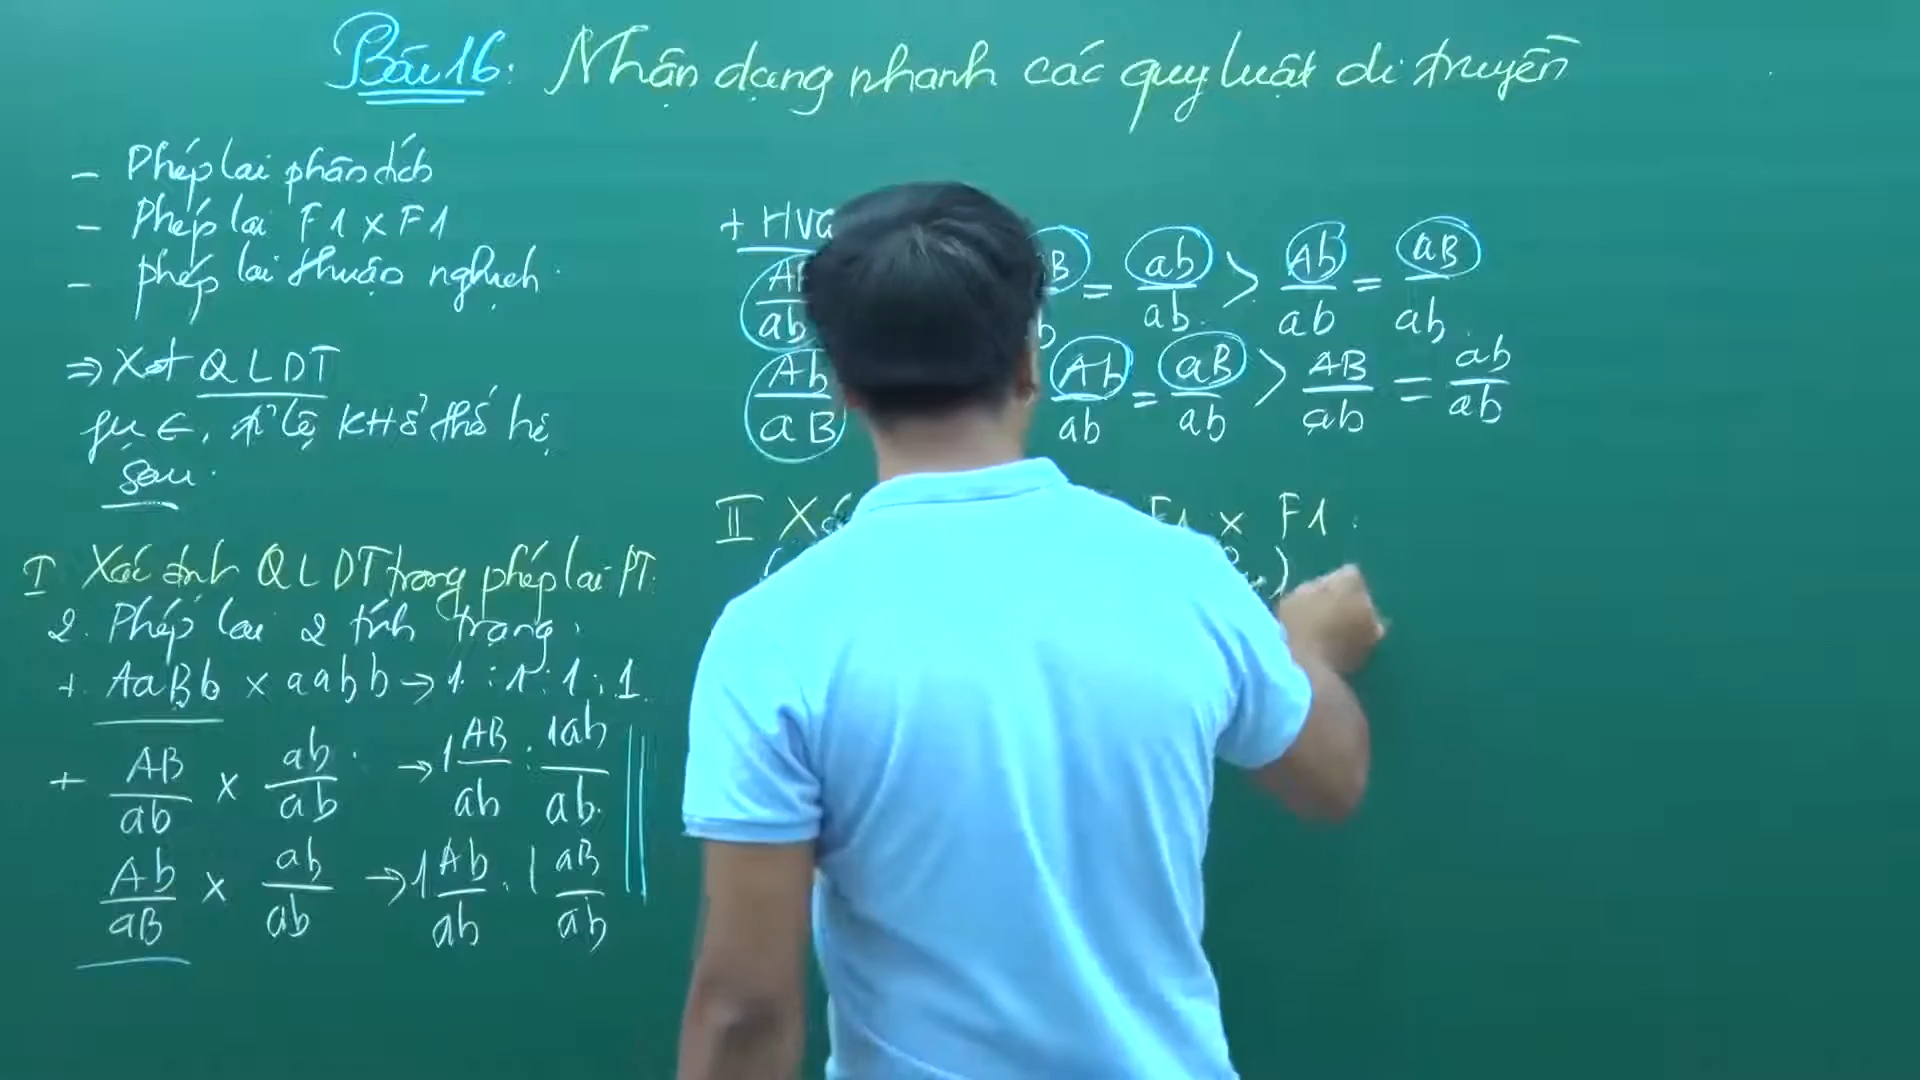 Bài 16: Nhận dạng nhanh các quy luật di truyền
- Phép lai phân tích
- Phép lai F1 x F1
- phép lai thuận nghịch.
⇒ Xét QLDT
tỉ lệ KH ở thế hệ
sau.
I Xác định QLDT trong phép lai PT.
2. Phép lai 2 tính trạng.
+. AaBb x aabb → 1:1:1:1.
+ AB/ab x ab/ab → 1 AB/ab : 1ab/ab.
Ab/aB x ab/ab → 1 Ab/ab : 1 aB/ab
+ HVG
= ab/ab > Ab/ab = aB/ab.
Ab/aB Ab/ab = aB/ab > AB/ab = ab/ab
II F1 x F1.